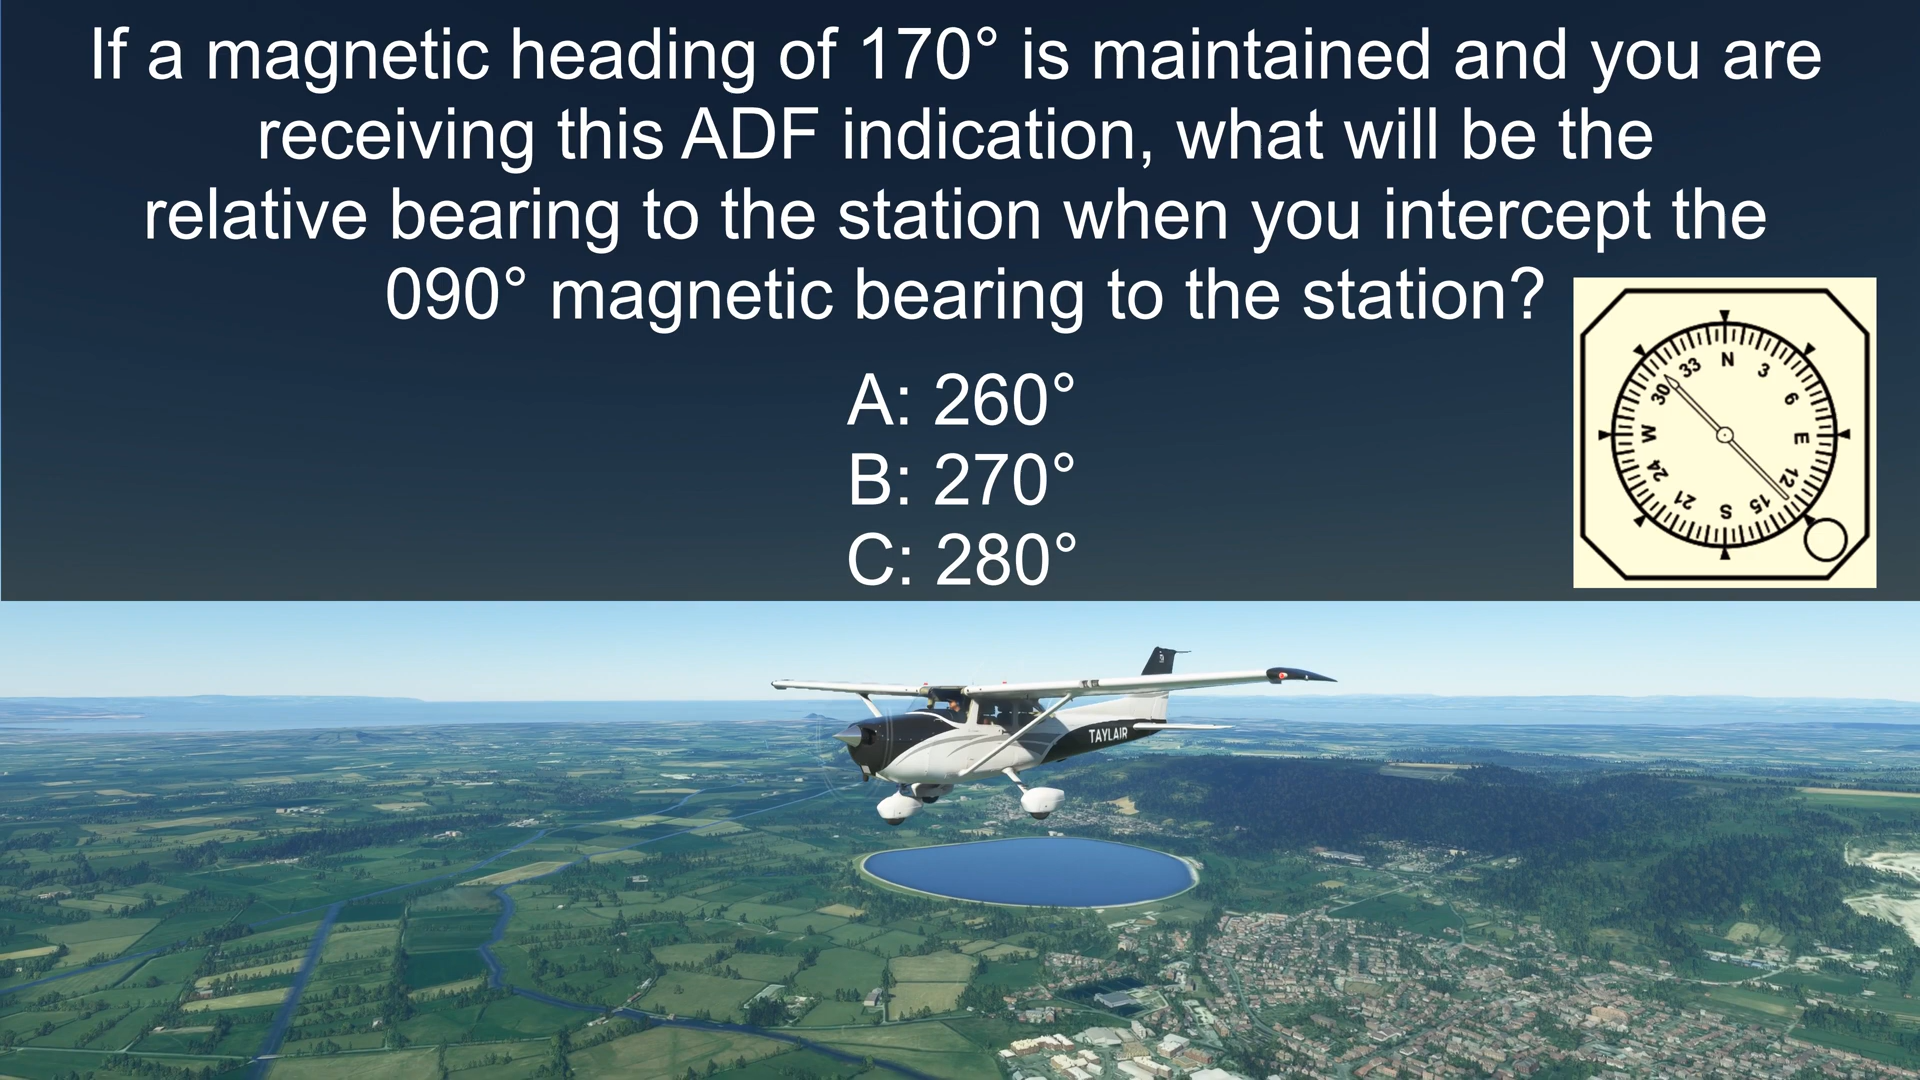 If a magnetic heading of 170° is maintained and you are
receiving this ADF indication, what will be the
relative bearing to the station when you intercept the
090° magnetic bearing to the station?
A: 260°
B: 270°
C: 280°
N
3
6
E
12
15
S
21
24
W
30
33
TAYLAIR